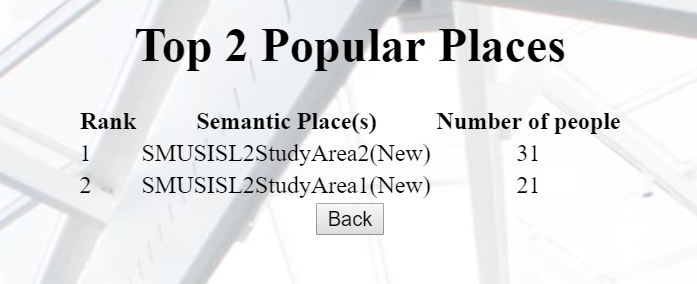 Top 2 Popular Places
Rank Semantic Place(s) Number of people
1 SMUSISL2StudyArea2(New) 31
2 SMUSISL2StudyArea1(New) 21
Back